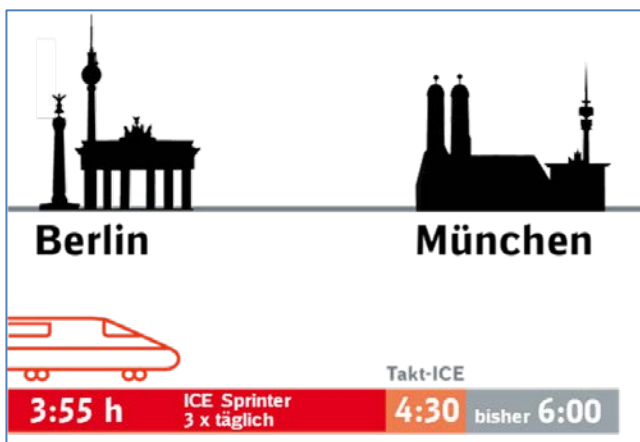 Berlin
München
Takt-ICE
3:55 h
ICE Sprinter
3 x täglich
4:30
bisher 6:00